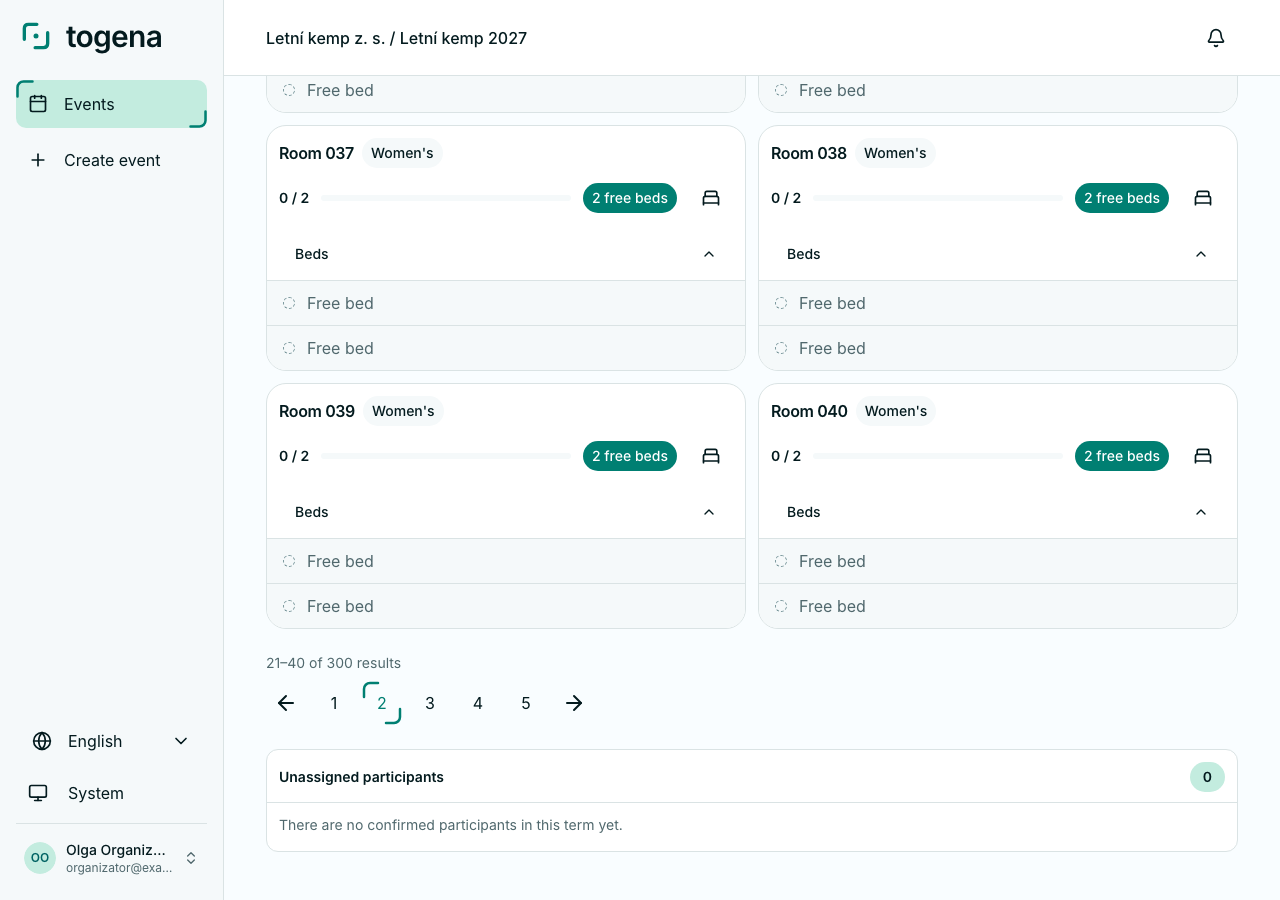 togena
Letní kemp z. s. / Letní kemp 2027
Events
Create event
Free bed
Free bed
Room 037 Women's
0 / 2 2 free beds
Beds
Free bed
Free bed
Room 038 Women's
0 / 2 2 free beds
Beds
Free bed
Free bed
Room 039 Women's
0 / 2 2 free beds
Beds
Free bed
Free bed
Room 040 Women's
0 / 2 2 free beds
Beds
Free bed
Free bed
21–40 of 300 results
1 2 3 4 5
Unassigned participants 0
There are no confirmed participants in this term yet.
English
System
OO Olga Organiz...
organizator@exa...